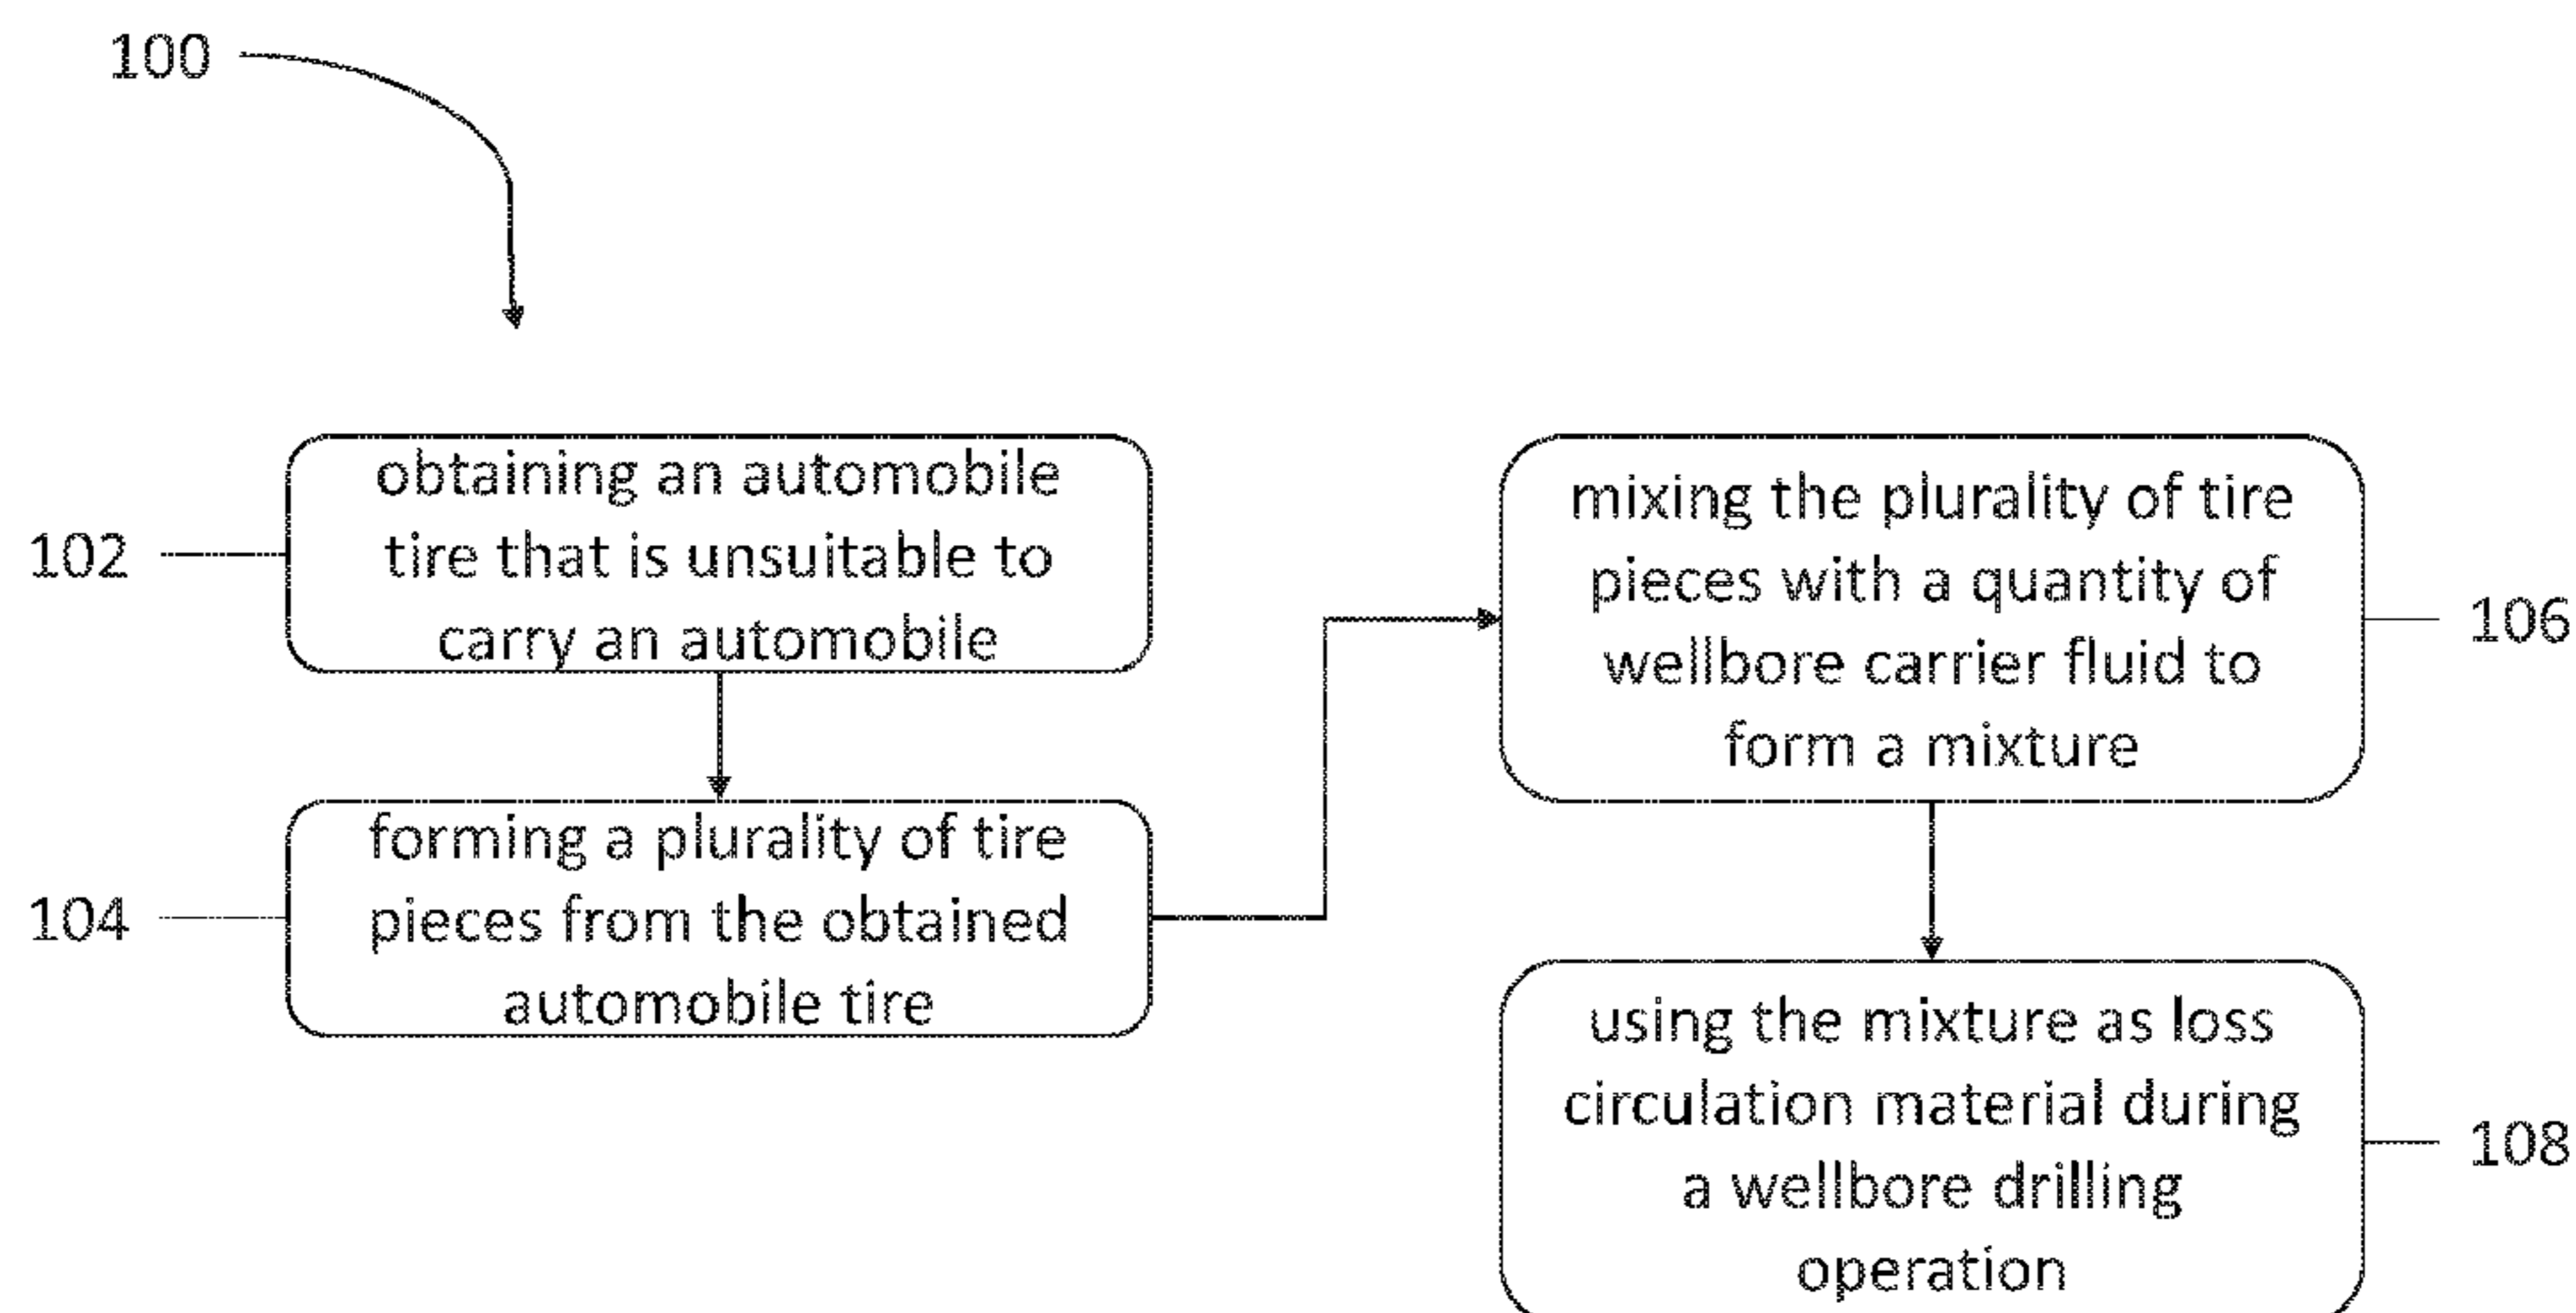 100
102
obtaining an automobile
tire that is unsuitable to
carry an automobile
104
forming a plurality of tire
pieces from the obtained
automobile tire
mixing the plurality of tire
pieces with a quantity of
wellbore carrier fluid to
form a mixture
106
using the mixture as loss
circulation material during
a wellbore drilling
operation
108